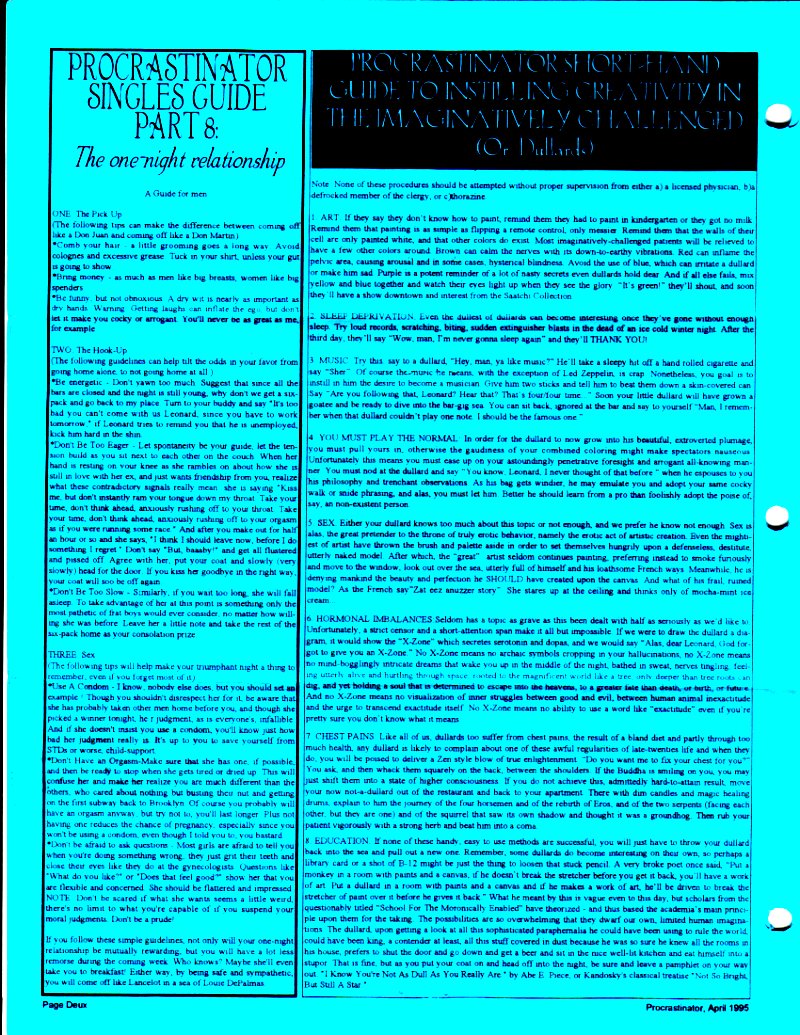 PROCRASTINATOR
SINGLES GUIDE
PART 8:
The one-night relationship
A Guide for men
ONE The Pick Up
(The following tips can make the difference between coming off
like a Don Juan and coming off like a Don Martin)
*Comb your hair - a little grooming goes a long way. Avoid
colognes and excessive grease. Tuck in your shirt, unless your gut
is going to show
*Bring money - as much as men like big breasts, women like big
spenders
*Be funny, but not obnoxious. A dry wit is nearly as important as
dry hands. Warning. Getting laughs can inflate the ego, but don't
let it make you cocky or arrogant. You'll never be as great as me,
for example
TWO: The Hook-Up
(The following guidelines can help tilt the odds in your favor from
going home alone, to not going home at all.)
*Be energetic - Don't yawn too much. Suggest that since all the
bars are closed and the night is still young, why don't we get a six-
pack and go back to my place. Turn to your buddy and say "It's too
bad you can't come with us Leonard, since you have to work
tomorrow," if Leonard tries to remind you that he is unemployed,
kick him hard in the shin
*Don't Be Too Eager - Let spontaneity be your guide, let the ten-
sion build as you sit next to each other on the couch. When her
hand is resting on your knee as she rambles on about how she is
still in love with her ex, and just wants friendship from you, realize
what these contradictory signals really mean: she is saying "Kiss
me, but don't instantly ram your tongue down my throat. Take your
time, don't think ahead, anxiously rushing off to your throat. Take
your time, don't think ahead, anxiously rushing off to your orgasm
as if you were running some race." And after you make out for half
an hour or so and she says, "I think I should leave now, before I do
something I regret." Don't say "But, baaaby!" and get all flustered
and pissed off. Agree with her, put your coat and slowly (very
slowly) head for the door. If you kiss her goodbye in the right way,
your coat will soo be off again
*Don't Be Too Slow - Similarly, if you wait too long, she will fall
asleep. To take advantage of her at this point is something only the
most pathetic of frat boys would ever consider, no matter how will-
ing she was before. Leave her a little note and take the rest of the
six-pack home as your consolation prize
THREE: Sex
(The following tips will help make your triumphant night a thing to
remember, even if you forget most of it.)
*Use A Condom - I know, nobody else does, but you should set an
example. Though you shouldn't disrespect her for it, be aware that
she has probably taken other men home before you, and though she
picked a winner tonight, her judgment, as is everyone's, infallible.
And if she doesn't insist you use a condom, you'll know just how
bad her judgment really is. It's up to you to save yourself from
STDs or worse, child-support
*Don't Have an Orgasm-Make sure that she has one, if possible,
and then be ready to stop when she gets tired or dried up. This will
confuse her and make her realize you are much different than the
others, who cared about nothing but busting their nut and getting
on the first subway back to Brooklyn. Of course you probably will
have an orgasm anyway, but try not to, you'll last longer. Plus not
having one reduces the chance of pregnancy, especially since you
won't be using a condom, even though I told you to, you bastard
*Don't be afraid to ask questions - Most girls are afraid to tell you
when you're doing something wrong, they just grit their teeth and
close their eyes like they do at the gynecologists. Questions like
"What do you like?" or "Does that feel good?" show her that you
are flexible and concerned. She should be flattered and impressed.
NOTE: Don't be scared if what she wants seems a little weird,
there's no limit to what you're capable of if you suspend your
moral judgments. Don't be a prude!
If you follow these simple guidelines, not only will your one-night
relationship be mutually rewarding, but you will have a lot less
remorse during the coming week. Who knows? Maybe she'll even
take you to breakfast! Either way, by being safe and sympathetic,
you will come off like Lancelot in a sea of Louie DePalmas
PROCRASTINATOR SHORT-HAND
GUIDE TO INSTILLING CREATIVITY IN
THE IMAGINATIVELY CHALLENGED
(Or Dullards)
Note: None of these procedures should be attempted without proper supervision from either a) a licensed physician, b)a
defrocked member of the clergy, or c)thorazine
1 ART If they say they don't know how to paint, remind them they had to paint in kindergarten or they got no milk
Remind them that painting is as simple as flipping a remote control, only messier. Remind them that the walls of their
cell are only painted white, and that other colors do exist. Most imaginatively-challenged patients will be relieved to
have a few other colors around. Brown can calm the nerves with its down-to-earthy vibrations. Red can inflame the
pelvic area, causing arousal and in some cases, hysterical blindness. Avoid the use of blue, which can irritate a dullard
or make him sad. Purple is a potent reminder of a lot of nasty secrets even dullards hold dear. And if all else fails, mix
yellow and blue together and watch their eyes light up when they see the glory. "It's green!" they'll shout, and soon
they'll have a show downtown and interest from the Saatchi Collection
2 SLEEP DEPRIVATION. Even the dullest of dullards can become interesting once they've gone without enough
sleep. Try loud records, scratching, biting, sudden extinguisher blasts in the dead of an ice cold winter night. After the
third day, they'll say "Wow, man, I'm never gonna sleep again" and they'll THANK YOU!
3 MUSIC Try this: say to a dullard, "Hey, man, ya like music?" He'll take a sleepy hit off a hand rolled cigarette and
say "Sher" Of course the music he means, with the exception of Led Zeppelin, is crap. Nonetheless, you goal is to
instill in him the desire to become a musician. Give him two sticks and tell him to beat them down a skin-covered can
Say "Are you following that, Leonard? Hear that? That's four/four time..." Soon your little dullard will have grown a
goatee and be ready to dive into the bar-gig sea. You can sit back, ignored at the bar and say to yourself "Man, I remem-
ber when that dullard couldn't play one note. I should be the famous one."
4 YOU MUST PLAY THE NORMAL In order for the dullard to now grow into his beautiful, extroverted plumage,
you must pull yours in, otherwise the gaudiness of your combined coloring might make spectators nauseous.
Unfortunately this means you must ease up on your astoundingly penetrative foresight and arrogant all-knowing man-
ner. You must nod at the dullard and say "You know, Leonard, I never thought of that before." when he espouses to you
his philosophy and trenchant observations. As his bag gets windier, he may emulate you and adopt your same cocky
walk or snide phrasing, and alas, you must let him. Better he should learn from a pro than foolishly adopt the poise of,
say, an non-existent person.
5 SEX Either your dullard knows too much about this topic or not enough, and we prefer he know not enough. Sex is
alas, the great pretender to the throne of truly erotic behavior, namely the erotic act of artistic creation. Even the mighti-
est of artist have thrown the brush and palette aside in order to set themselves hungrily upon a defenseless, destitute,
utterly naked model. After which, the "great" artist seldom continues painting, preferring instead to smoke furiously
and move to the window, look out over the sea, utterly full of himself and his loathsome French ways. Meanwhile, he is
denying mankind the beauty and perfection he SHOULD have created upon the canvas. And what of his frail, ruined
model? As the French say"Zat eez anuzzer story" She stares up at the ceiling and thinks only of mocha-mint ice
cream
6 HORMONAL IMBALANCES Seldom has a topic as grave as this been dealt with half as seriously as we'd like to
Unfortunately, a strict censor and a short-attention span make it all but impossible. If we were to draw the dullard a dia-
gram, it would show the "X-Zone" which secretes serotonin and dopas, and we would say "Alas, dear Leonard, God for-
got to give you an X-Zone." No X-Zone means no archaic symbols cropping in your hallucinations, no X-Zone means
no mind-bogglingly intricate dreams that wake you up in the middle of the night, bathed in sweat, nerves tingling, feel-
ing utterly alive and hurtling through space, rooted to the magnificent world like a tree, only deeper than tree roots can
dig, and yet holding a soul that is determined to escape into the heavens, to a greater fate than death, or birth, or future
And no X-Zone means no visualization of inner struggles between good and evil, between human animal inexactitude
and the urge to transcend exactitude itself. No X-Zone means no ability to use a word like "exactitude" even if you're
pretty sure you don't know what it means
7 CHEST PAINS Like all of us, dullards too suffer from chest pains, the result of a bland diet and partly through too
much health, any dullard is likely to complain about one of these awful regularities of late-twenties life and when they
do, you will be poised to deliver a Zen style blow of true enlightenment. "Do you want me to fix your chest for you?"
You ask, and then whack them squarely on the back, between the shoulders. If the Buddha is smiling on you, you may
just shift them into a state of higher consciousness. If you do not achieve this, admittedly hard-to-attain result, move
your now not-a-dullard out of the restaurant and back to your apartment. There with dim candles and magic healing
drums, explain to him the journey of the four horsemen and of the rebirth of Eros, and of the two serpents (facing each
other, but they are one) and of the squirrel that saw its own shadow and thought it was a groundhog. Then rub your
patient vigorously with a strong herb and beat him into a coma
8 EDUCATION If none of these handy, easy to use methods are successful, you will just have to throw your dullard
back into the sea and pull out a new one. Remember, some dullards do become interesting on their own, so perhaps a
library card or a shot of B-12 might be just the thing to loosen that stuck pencil. A very broke poet once said, "Put a
monkey in a room with paints and a canvas, if he doesn't break the stretcher before you get it back, you'll have a work
of art. Put a dullard in a room with paints and a canvas and if he makes a work of art, he'll be driven to break the
stretcher of paint over it before he gives it back." What he meant by this is vague even to this day, but scholars from the
questionably titled "School For The Moronically Enabled" have theorized - and thus based the academia's main princi-
ple upon them for the taking. The possibilities are so overwhelming that they dwarf our own, limited human imagina-
tions. The dullard, upon getting a look at all this sophisticated paraphernalia he could have been using to rule the world,
could have been king, a contender at least, all this stuff covered in dust because he was so sure he knew all the rooms in
his house, prefers to shut the door and go down and get a beer and sit in the nice well-lit kitchen and eat himself into a
stupor. That is fine, but as you put your coat on and head off into the night, be sure and leave a pamphlet on your way
out. "I Know You're Not As Dull As You Really Are" by Abe E. Piece, or Kandosky's classical treatise "Not So Bright,
But Still A Star."
Page Deux
Procrastinator, April 1995